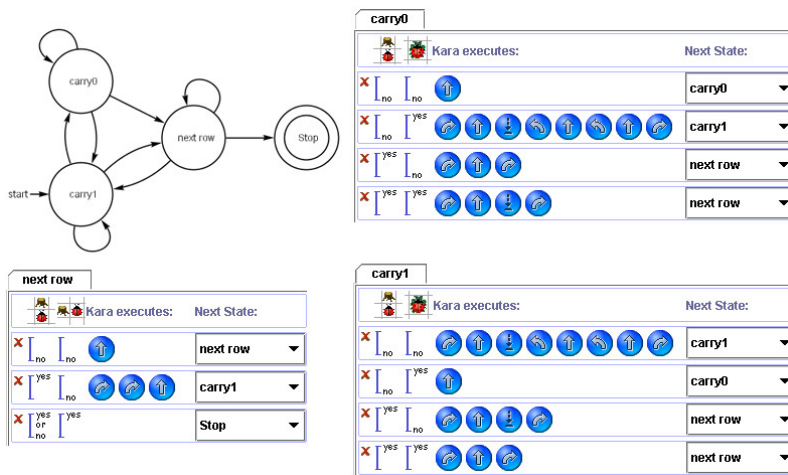 carry0
next row
Stop
start
carry1
carry0
Kara executes: Next State:
no no carry0
no yes carry1
yes no next row
yes yes next row
next row
Kara executes: Next State:
no no next row
yes no carry1
yes or no yes Stop
carry1
Kara executes: Next State:
no no carry1
no yes carry0
yes no next row
yes yes next row